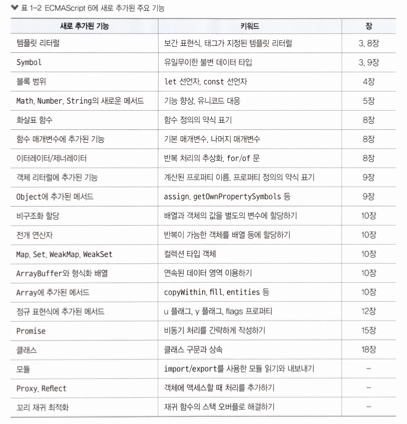 ▼ 표 1-2 ECMAScript 6에 새로 추가된 주요 기능
새로 추가된 기능 키워드 장
템플릿 리터럴 보간 표현식, 태그가 지정된 템플릿 리터럴 3, 8장
Symbol 유일무이한 불변 데이터 타입 3, 9장
블록 범위 let 선언자, const 선언자 4장
Math, Number, String의 새로운 메서드 기능 향상, 유니코드 대응 5장
화살표 함수 함수 정의의 약식 표기 8장
함수 매개변수에 추가된 기능 기본 매개변수, 나머지 매개변수 8장
이터레이터/제너레이터 반복 처리의 추상화, for/of 문 8장
객체 리터럴에 추가된 기능 계산된 프로퍼티 이름, 프로퍼티 정의의 약식 표기 9장
Object에 추가된 메서드 assign, getOwnPropertySymbols 등 9장
비구조화 할당 배열과 객체의 값을 별도의 변수에 할당하기 10장
전개 연산자 반복이 가능한 객체를 배열 등에 할당하기 10장
Map, Set, WeakMap, WeakSet 컬렉션 타입 객체 10장
ArrayBuffer와 형식화 배열 연속된 데이터 영역 이용하기 10장
Array에 추가된 메서드 copyWithin, fill, entities 등 10장
정규 표현식에 추가된 메서드 u 플래그, y 플래그, flags 프로퍼티 12장
Promise 비동기 처리를 간략하게 작성하기 15장
클래스 클래스 구문과 상속 18장
모듈 import/export를 사용한 모듈 읽기와 내보내기 –
Proxy, Reflect 객체에 액세스할 때 처리를 추가하기 –
꼬리 재귀 최적화 재귀 함수의 스택 오버플로 해결하기 –